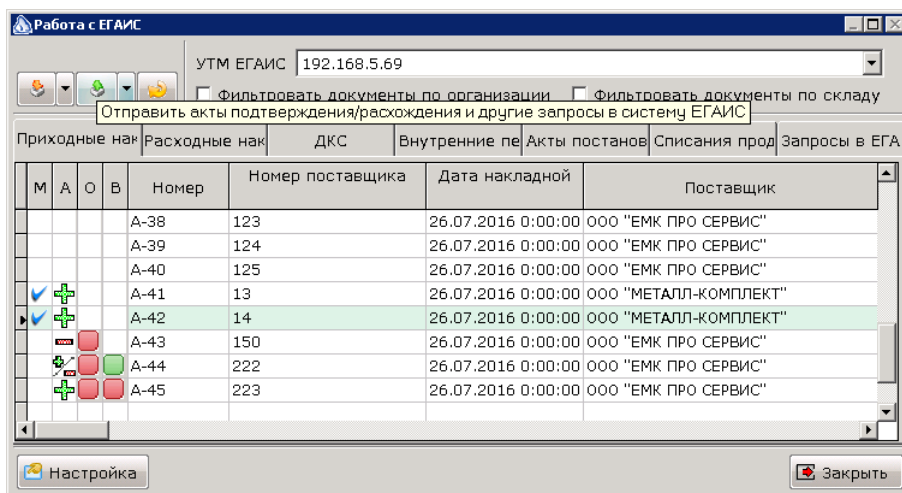 Работа с ЕГАИС
УТМ ЕГАИС 192.168.5.69
Фильтровать документы по организации Фильтровать документы по складу
Отправить акты подтверждения/расхождения и другие запросы в систему ЕГАИС
Приходные нак Расходные нак ДКС Внутренние пе Акты постанов Списания прод Запросы в ЕГА
М А О В Номер Номер поставщика Дата накладной Поставщик
А-38 123 26.07.2016 0:00:00 ООО "ЕМК ПРО СЕРВИС"
А-39 124 26.07.2016 0:00:00 ООО "ЕМК ПРО СЕРВИС"
А-40 125 26.07.2016 0:00:00 ООО "ЕМК ПРО СЕРВИС"
А-41 13 26.07.2016 0:00:00 ООО "МЕТАЛЛ-КОМПЛЕКТ"
А-42 14 26.07.2016 0:00:00 ООО "МЕТАЛЛ-КОМПЛЕКТ"
А-43 150 26.07.2016 0:00:00 ООО "ЕМК ПРО СЕРВИС"
А-44 222 26.07.2016 0:00:00 ООО "ЕМК ПРО СЕРВИС"
А-45 223 26.07.2016 0:00:00 ООО "ЕМК ПРО СЕРВИС"
Настройка Закрыть